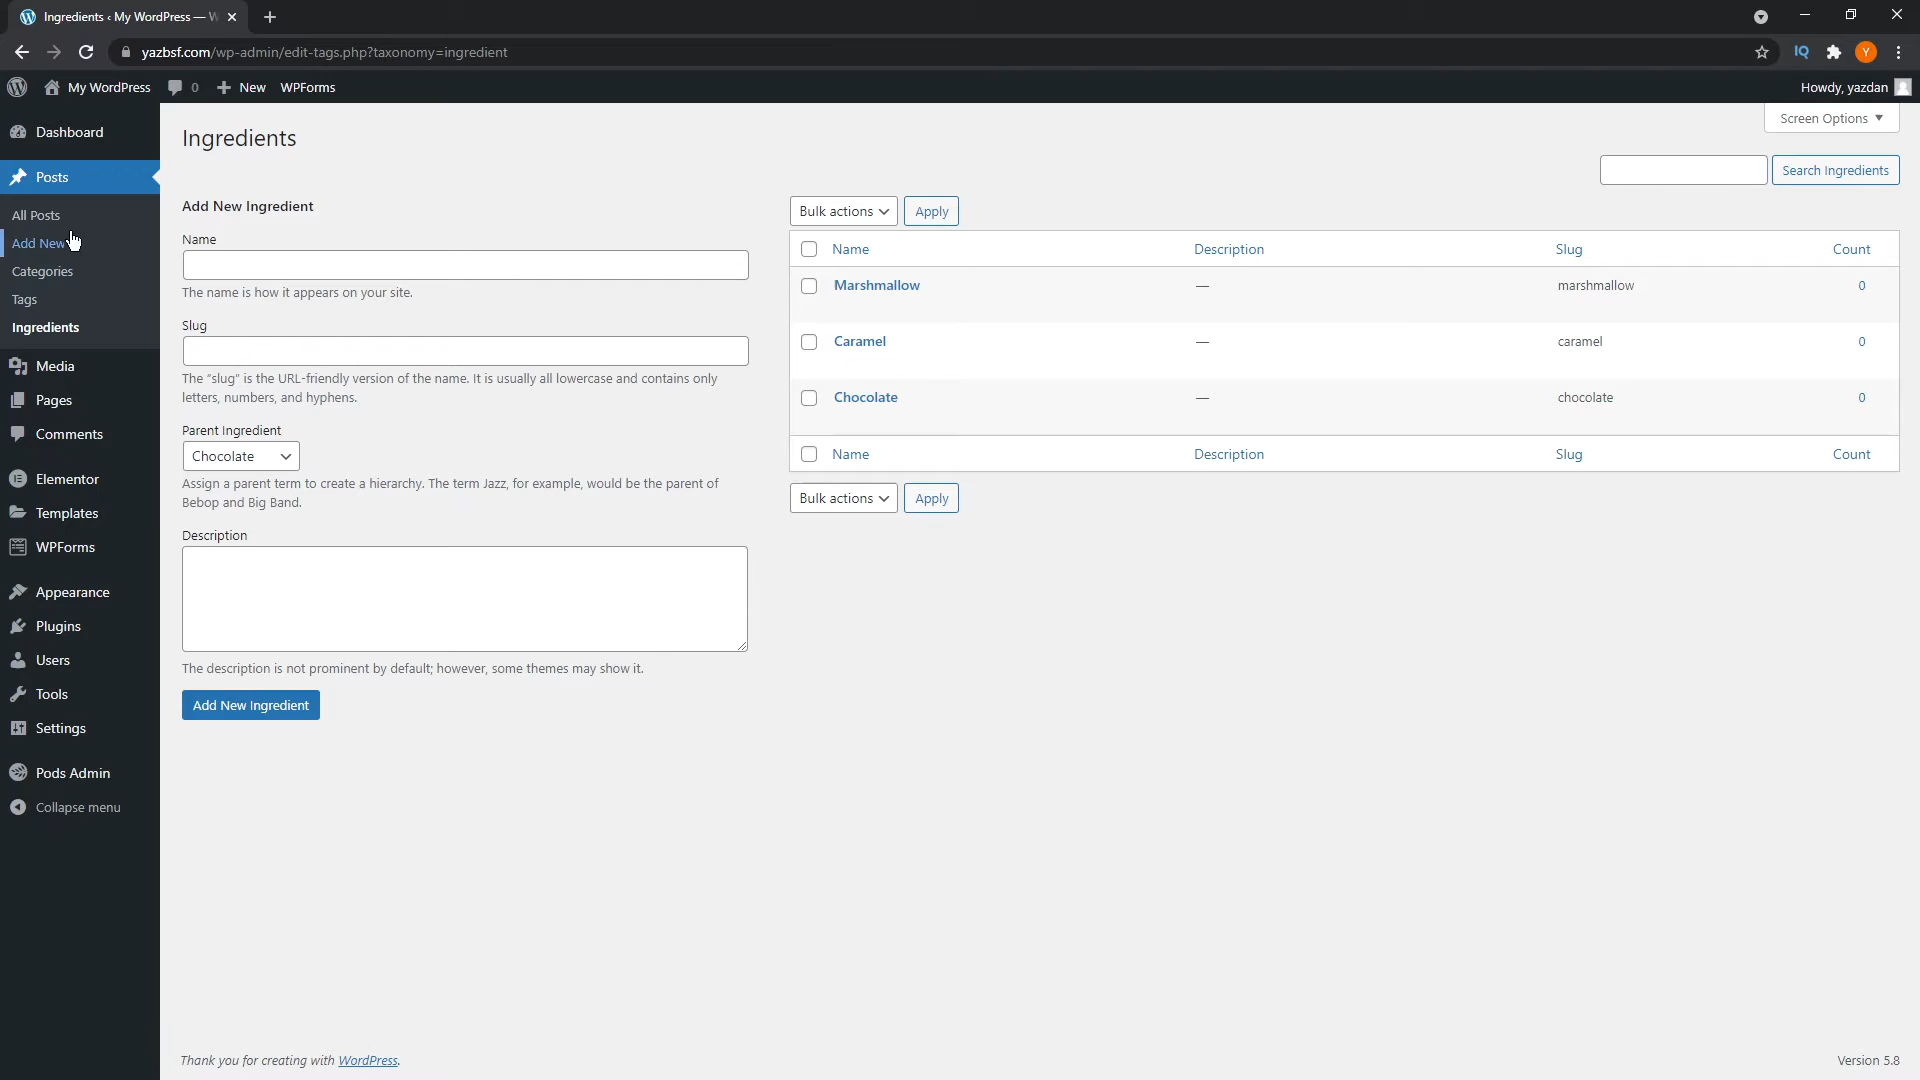 Ingredients ‹ My WordPress — W
yazbsf.com/wp-admin/edit-tags.php?taxonomy=ingredient
IQ
Y
My WordPress 0 New WPForms
Howdy, yazdan
Dashboard
Posts
All Posts
Add New
Categories
Tags
Ingredients
Media
Pages
Comments
Elementor
Templates
WPForms
Appearance
Plugins
Users
Tools
Settings
Pods Admin
Collapse menu
Screen Options
Ingredients
Search Ingredients
Add New Ingredient
Name
The name is how it appears on your site.
Slug
The “slug” is the URL-friendly version of the name. It is usually all lowercase and contains only
letters, numbers, and hyphens.
Parent Ingredient
Chocolate
Assign a parent term to create a hierarchy. The term Jazz, for example, would be the parent of
Bebop and Big Band.
Description
The description is not prominent by default; however, some themes may show it.
Add New Ingredient
Bulk actions Apply
Name Description Slug Count
Marshmallow — marshmallow 0
Caramel — caramel 0
Chocolate — chocolate 0
Name Description Slug Count
Bulk actions Apply
Thank you for creating with WordPress.
Version 5.8